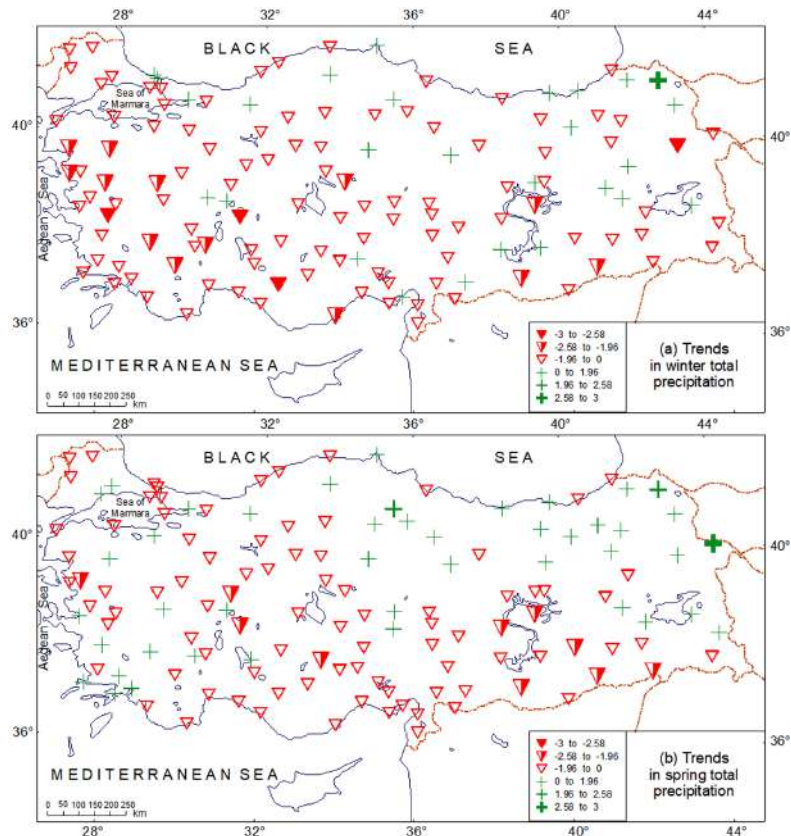 28° 32° 36° 40° 44°
BLACK SEA
Sea of
Marmara
40° 40°
Aegean Sea
36° 36°
-3 to -2.58
-2.58 to -1.96
-1.96 to 0
0 to 1.96
1.96 to 2.58
2.58 to 3
(a) Trends
in winter total
precipitation
MEDITERRANEAN SEA
0 50 100 150 200 250
km
28° 32° 36° 40° 44°
BLACK SEA
Sea of
Marmara
40° 40°
Aegean Sea
36° 36°
-3 to -2.58
-2.58 to -1.96
-1.96 to 0
0 to 1.96
1.96 to 2.58
2.58 to 3
(b) Trends
in spring total
precipitation
MEDITERRANEAN SEA
0 50 100 150 200 250
km
28° 32° 36° 40° 44°